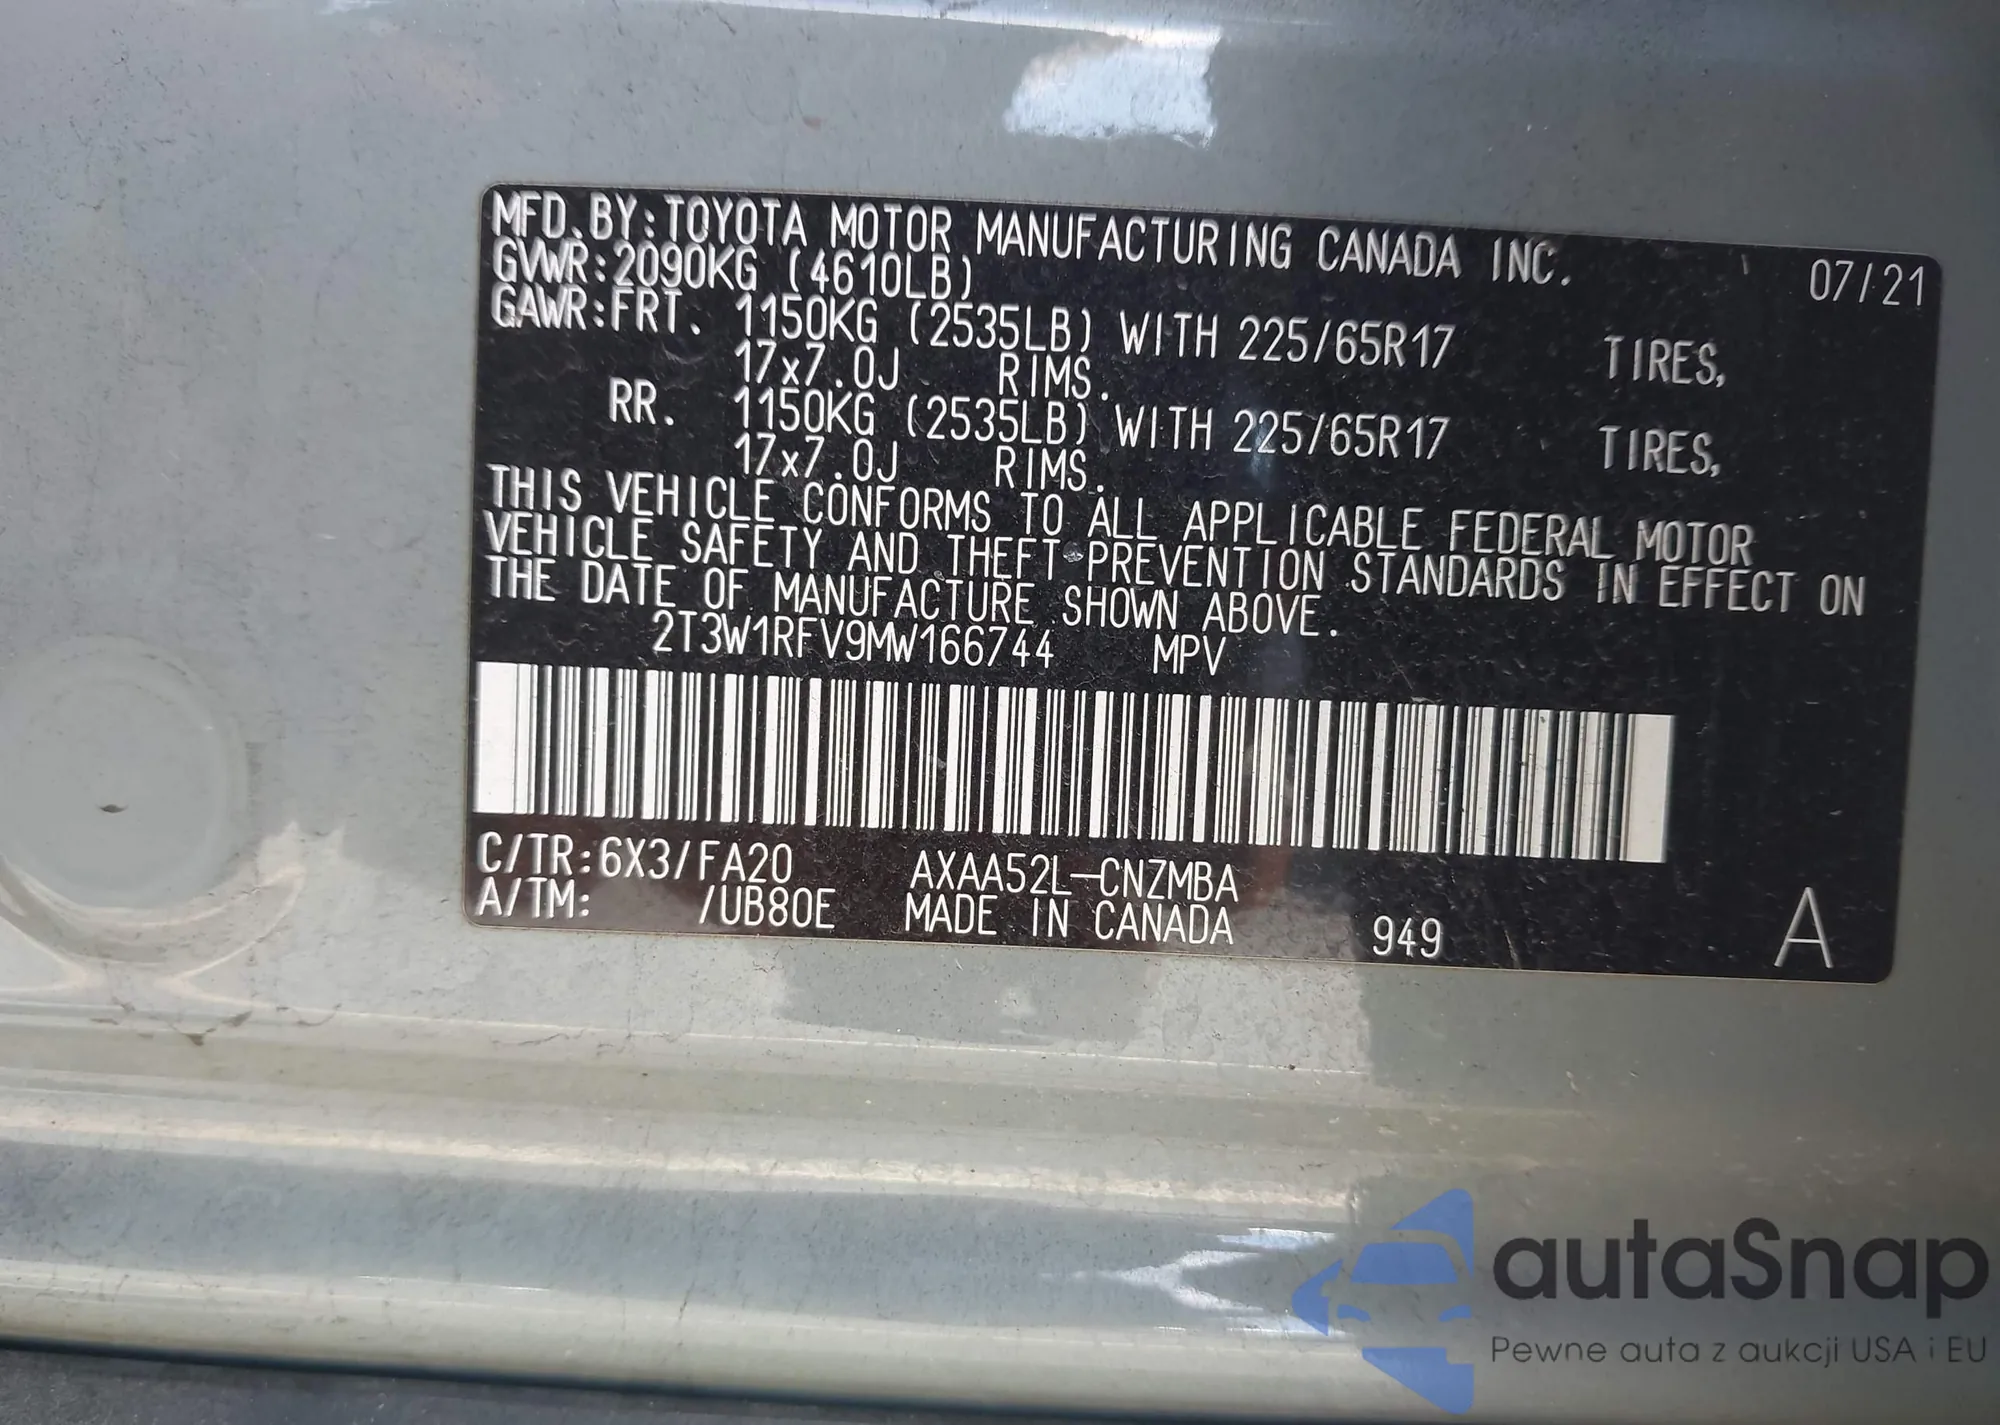 MFD.BY:TOYOTA MOTOR MANUFACTURING CANADA INC. 07/21
GVWR:2090KG (4610LB)
GAWR:FRT. 1150KG (2535LB) WITH 225/65R17 TIRES,
17x7.0J RIMS.
RR. 1150KG (2535LB) WITH 225/65R17 TIRES,
17x7.0J RIMS.
THIS VEHICLE CONFORMS TO ALL APPLICABLE FEDERAL MOTOR
VEHICLE SAFETY AND THEFT PREVENTION STANDARDS IN EFFECT ON
THE DATE OF MANUFACTURE SHOWN ABOVE.
2T3W1RFV9MW166744 MPV
C/TR:6X3/FA20 AXAA52L-CNZMBA
A/TM: /UB80E MADE IN CANADA 949 A
autaSnap
Pewne auta z aukcji USA i EU